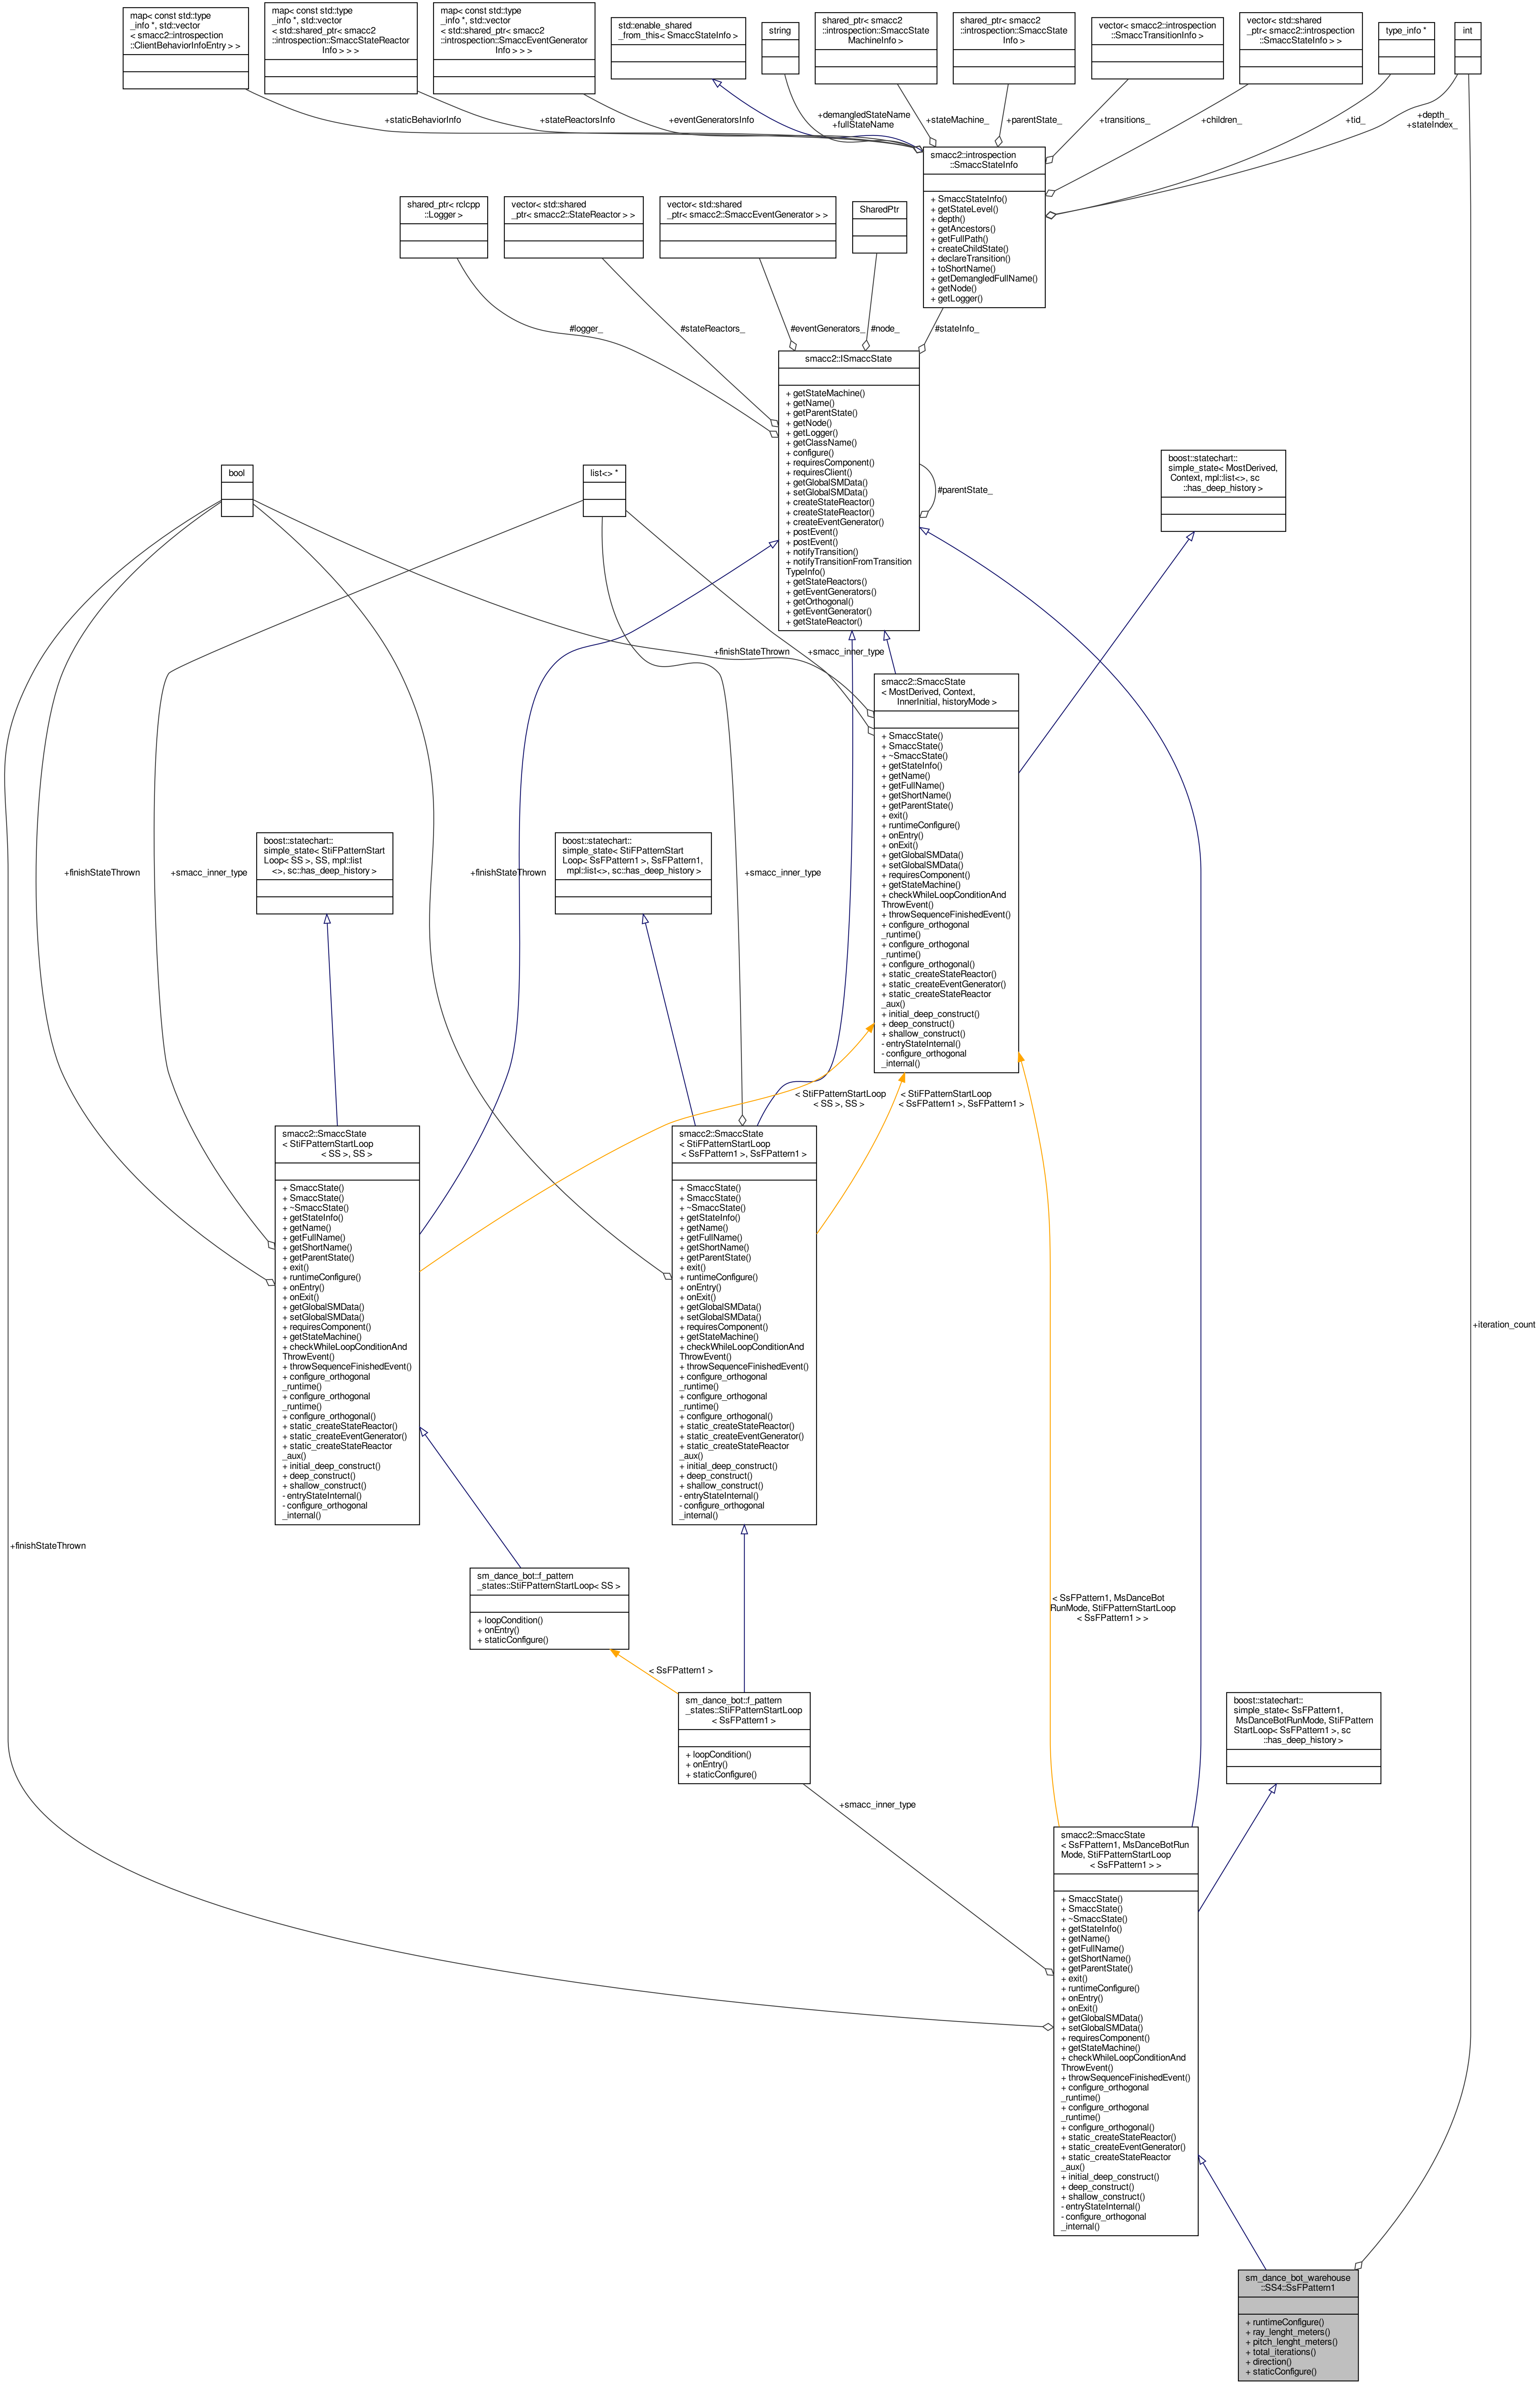 map< const std::type
_info *, std::vector
< smacc2::introspection
::ClientBehaviorInfoEntry > >
map< const std::type
_info *, std::vector
< std::shared_ptr< smacc2
::introspection::SmaccStateReactor
Info > > >
map< const std::type
_info *, std::vector
< std::shared_ptr< smacc2
::introspection::SmaccEventGenerator
Info > > >
std::enable_shared
_from_this< SmaccStateInfo >
string
shared_ptr< smacc2
::introspection::SmaccState
MachineInfo >
shared_ptr< smacc2
::introspection::SmaccState
Info >
vector< smacc2::introspection
::SmaccTransitionInfo >
vector< std::shared
_ptr< smacc2::introspection
::SmaccStateInfo > >
type_info *
int
+staticBehaviorInfo
+stateReactorsInfo
+eventGeneratorsInfo
+demangledStateName
+fullStateName
+stateMachine_
+parentState_
+transitions_
+children_
+tid_
+depth_
+stateIndex_
smacc2::introspection
::SmaccStateInfo
+ SmaccStateInfo()
+ getStateLevel()
+ depth()
+ getAncestors()
+ getFullPath()
+ createChildState()
+ declareTransition()
+ toShortName()
+ getDemangledFullName()
+ getNode()
+ getLogger()
shared_ptr< rclcpp
::Logger >
vector< std::shared
_ptr< smacc2::StateReactor > >
vector< std::shared
_ptr< smacc2::SmaccEventGenerator > >
SharedPtr
#logger_
#stateReactors_
#eventGenerators_
#node_
#stateInfo_
smacc2::ISmaccState
+ getStateMachine()
+ getName()
+ getParentState()
+ getNode()
+ getLogger()
+ getClassName()
+ configure()
+ requiresComponent()
+ requiresClient()
+ getGlobalSMData()
+ setGlobalSMData()
+ createStateReactor()
+ createStateReactor()
+ createEventGenerator()
+ postEvent()
+ postEvent()
+ notifyTransition()
+ notifyTransitionFromTransition
TypeInfo()
+ getStateReactors()
+ getEventGenerators()
+ getOrthogonal()
+ getEventGenerator()
+ getStateReactor()
#parentState_
bool
list<> *
boost::statechart::
simple_state< MostDerived,
Context, mpl::list<>, sc
::has_deep_history >
+finishStateThrown
+smacc_inner_type
smacc2::SmaccState
< MostDerived, Context,
InnerInitial, historyMode >
+ SmaccState()
+ SmaccState()
+ ~SmaccState()
+ getStateInfo()
+ getName()
+ getFullName()
+ getShortName()
+ getParentState()
+ exit()
+ runtimeConfigure()
+ onEntry()
+ onExit()
+ getGlobalSMData()
+ setGlobalSMData()
+ requiresComponent()
+ getStateMachine()
+ checkWhileLoopConditionAnd
ThrowEvent()
+ throwSequenceFinishedEvent()
+ configure_orthogonal
_runtime()
+ configure_orthogonal
_runtime()
+ configure_orthogonal()
+ static_createStateReactor()
+ static_createEventGenerator()
+ static_createStateReactor
_aux()
+ initial_deep_construct()
+ deep_construct()
+ shallow_construct()
- entryStateInternal()
- configure_orthogonal
_internal()
boost::statechart::
simple_state< StiFPatternStart
Loop< SS >, SS, mpl::list
<>, sc::has_deep_history >
boost::statechart::
simple_state< StiFPatternStart
Loop< SsFPattern1 >, SsFPattern1,
mpl::list<>, sc::has_deep_history >
+finishStateThrown
+smacc_inner_type
+finishStateThrown
+smacc_inner_type
< StiFPatternStartLoop
< SS >, SS >
< StiFPatternStartLoop
< SsFPattern1 >, SsFPattern1 >
smacc2::SmaccState
< StiFPatternStartLoop
< SS >, SS >
+ SmaccState()
+ SmaccState()
+ ~SmaccState()
+ getStateInfo()
+ getName()
+ getFullName()
+ getShortName()
+ getParentState()
+ exit()
+ runtimeConfigure()
+ onEntry()
+ onExit()
+ getGlobalSMData()
+ setGlobalSMData()
+ requiresComponent()
+ getStateMachine()
+ checkWhileLoopConditionAnd
ThrowEvent()
+ throwSequenceFinishedEvent()
+ configure_orthogonal
_runtime()
+ configure_orthogonal
_runtime()
+ configure_orthogonal()
+ static_createStateReactor()
+ static_createEventGenerator()
+ static_createStateReactor
_aux()
+ initial_deep_construct()
+ deep_construct()
+ shallow_construct()
- entryStateInternal()
- configure_orthogonal
_internal()
smacc2::SmaccState
< StiFPatternStartLoop
< SsFPattern1 >, SsFPattern1 >
+ SmaccState()
+ SmaccState()
+ ~SmaccState()
+ getStateInfo()
+ getName()
+ getFullName()
+ getShortName()
+ getParentState()
+ exit()
+ runtimeConfigure()
+ onEntry()
+ onExit()
+ getGlobalSMData()
+ setGlobalSMData()
+ requiresComponent()
+ getStateMachine()
+ checkWhileLoopConditionAnd
ThrowEvent()
+ throwSequenceFinishedEvent()
+ configure_orthogonal
_runtime()
+ configure_orthogonal
_runtime()
+ configure_orthogonal()
+ static_createStateReactor()
+ static_createEventGenerator()
+ static_createStateReactor
_aux()
+ initial_deep_construct()
+ deep_construct()
+ shallow_construct()
- entryStateInternal()
- configure_orthogonal
_internal()
+iteration_count
+finishStateThrown
sm_dance_bot::f_pattern
_states::StiFPatternStartLoop< SS >
+ loopCondition()
+ onEntry()
+ staticConfigure()
< SsFPattern1, MsDanceBot
RunMode, StiFPatternStartLoop
< SsFPattern1 > >
< SsFPattern1 >
sm_dance_bot::f_pattern
_states::StiFPatternStartLoop
< SsFPattern1 >
+ loopCondition()
+ onEntry()
+ staticConfigure()
boost::statechart::
simple_state< SsFPattern1,
MsDanceBotRunMode, StiFPattern
StartLoop< SsFPattern1 >, sc
::has_deep_history >
+smacc_inner_type
smacc2::SmaccState
< SsFPattern1, MsDanceBotRun
Mode, StiFPatternStartLoop
< SsFPattern1 > >
+ SmaccState()
+ SmaccState()
+ ~SmaccState()
+ getStateInfo()
+ getName()
+ getFullName()
+ getShortName()
+ getParentState()
+ exit()
+ runtimeConfigure()
+ onEntry()
+ onExit()
+ getGlobalSMData()
+ setGlobalSMData()
+ requiresComponent()
+ getStateMachine()
+ checkWhileLoopConditionAnd
ThrowEvent()
+ throwSequenceFinishedEvent()
+ configure_orthogonal
_runtime()
+ configure_orthogonal
_runtime()
+ configure_orthogonal()
+ static_createStateReactor()
+ static_createEventGenerator()
+ static_createStateReactor
_aux()
+ initial_deep_construct()
+ deep_construct()
+ shallow_construct()
- entryStateInternal()
- configure_orthogonal
_internal()
sm_dance_bot_warehouse
::SS4::SsFPattern1
+ runtimeConfigure()
+ ray_lenght_meters()
+ pitch_lenght_meters()
+ total_iterations()
+ direction()
+ staticConfigure()